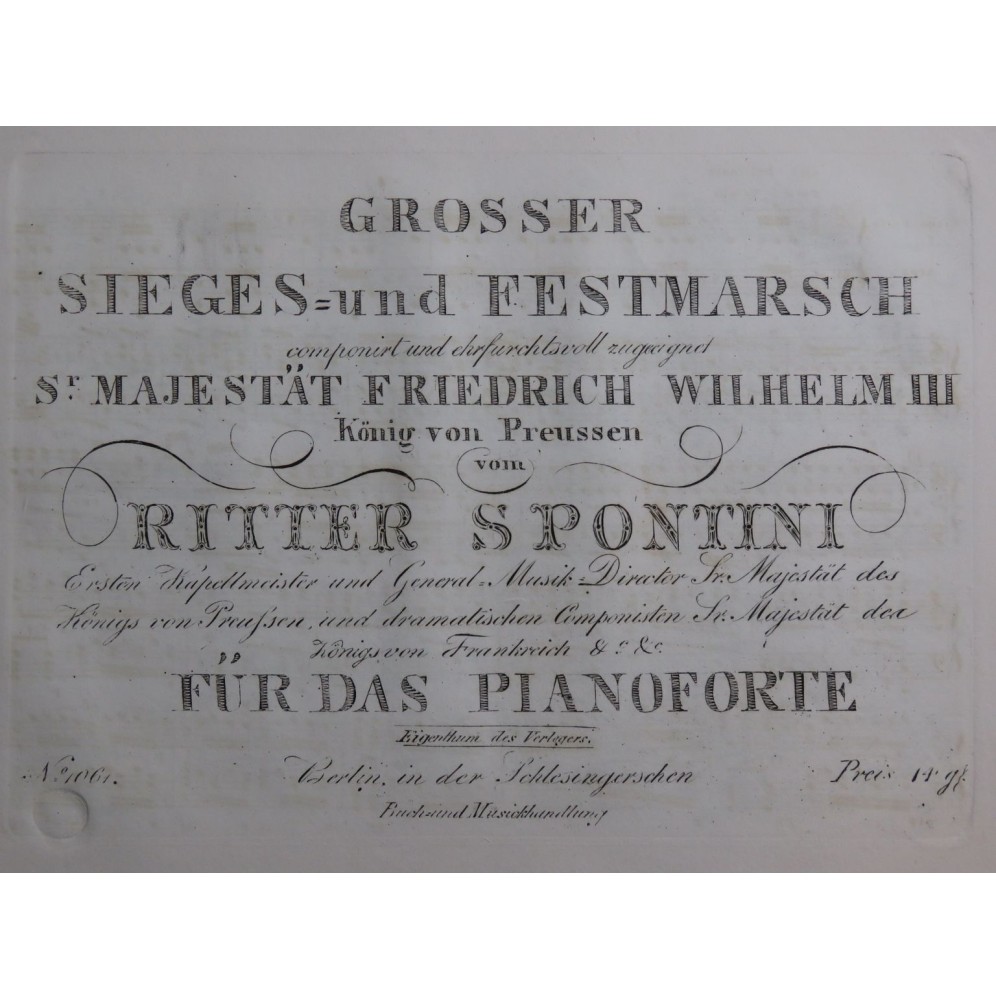 GROSSER
SIEGES=und FESTMARSCH
componirt und ehrfurchtsvoll zugeeignet
Sr. MAJESTÄT FRIEDRICH WILHELM III
König von Preussen
vom
RITTER SPONTINI
Ersten Kapellmeister und General=Musik=Director Sr. Majestät des
Königs von Preußen, und dramatischen Componisten Sr. Majestät des
Königs von Frankreich &c. &c.
FÜR DAS PIANOFORTE
Eigenthum des Verlegers.
No. 1061. Berlin, in der Schlesingerschen Preis 14 gr.
Buch=und Musickhandlung